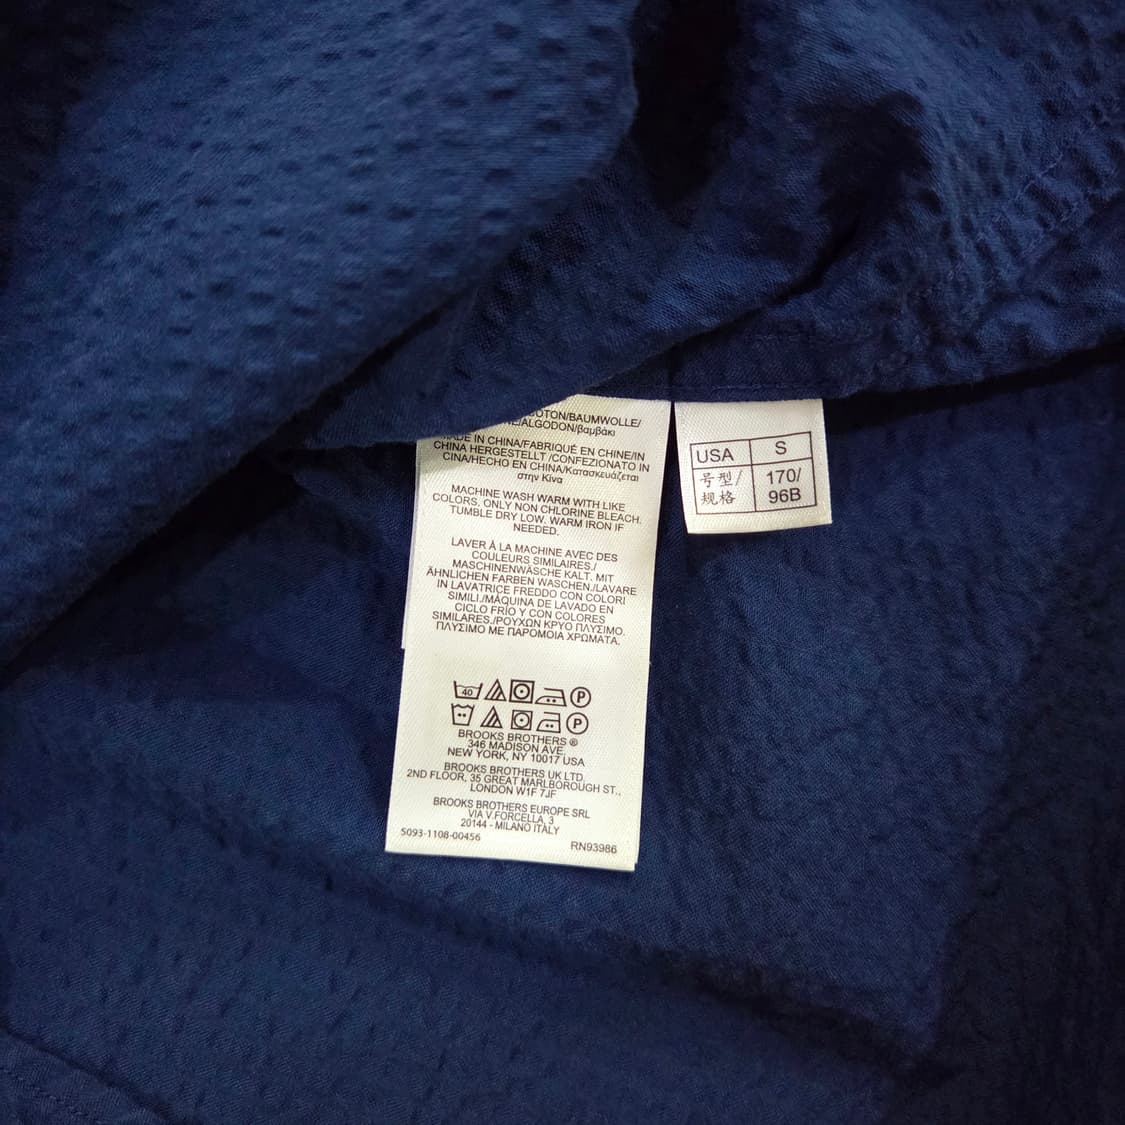 COTON/BAUMWOLLE/
/ALGODON/βαμβάκι
MADE IN CHINA/FABRIQUÉ EN CHINE/IN
CHINA HERGESTELLT /CONFEZIONATO IN
CINA/HECHO EN CHINA/Κατασκευάζεται
στην Κίνα
MACHINE WASH WARM WITH LIKE
COLORS, ONLY NON CHLORINE BLEACH.
TUMBLE DRY LOW. WARM IRON IF
NEEDED.
LAVER À LA MACHINE AVEC DES
COULEURS SIMILAIRES./
MASCHINENWÄSCHE KALT. MIT
ÄHNLICHEN FARBEN WASCHEN./LAVARE
IN LAVATRICE FREDDO CON COLORI
SIMILI./MÁQUINA DE LAVADO EN
CICLO FRÍO Y CON COLORES
SIMILARES./ΡΟΥΧΩΝ ΚΡΥΟ ΠΛΥΣΙΜΟ.
ΠΛΥΣΙΜΟ ΜΕ ΠΑΡΟΜΟΙΑ ΧΡΩΜΑΤΑ.
40 P
P
BROOKS BROTHERS ®
346 MADISON AVE.
NEW YORK, NY 10017 USA
BROOKS BROTHERS UK LTD.
2ND FLOOR, 35 GREAT MARLBOROUGH ST.,
LONDON W1F 7JF
BROOKS BROTHERS EUROPE SRL
VIA V.FORCELLA, 3
20144 - MILANO ITALY
5093-1108-00456
RN93986
USA S
号型/ 170/
规格 96B